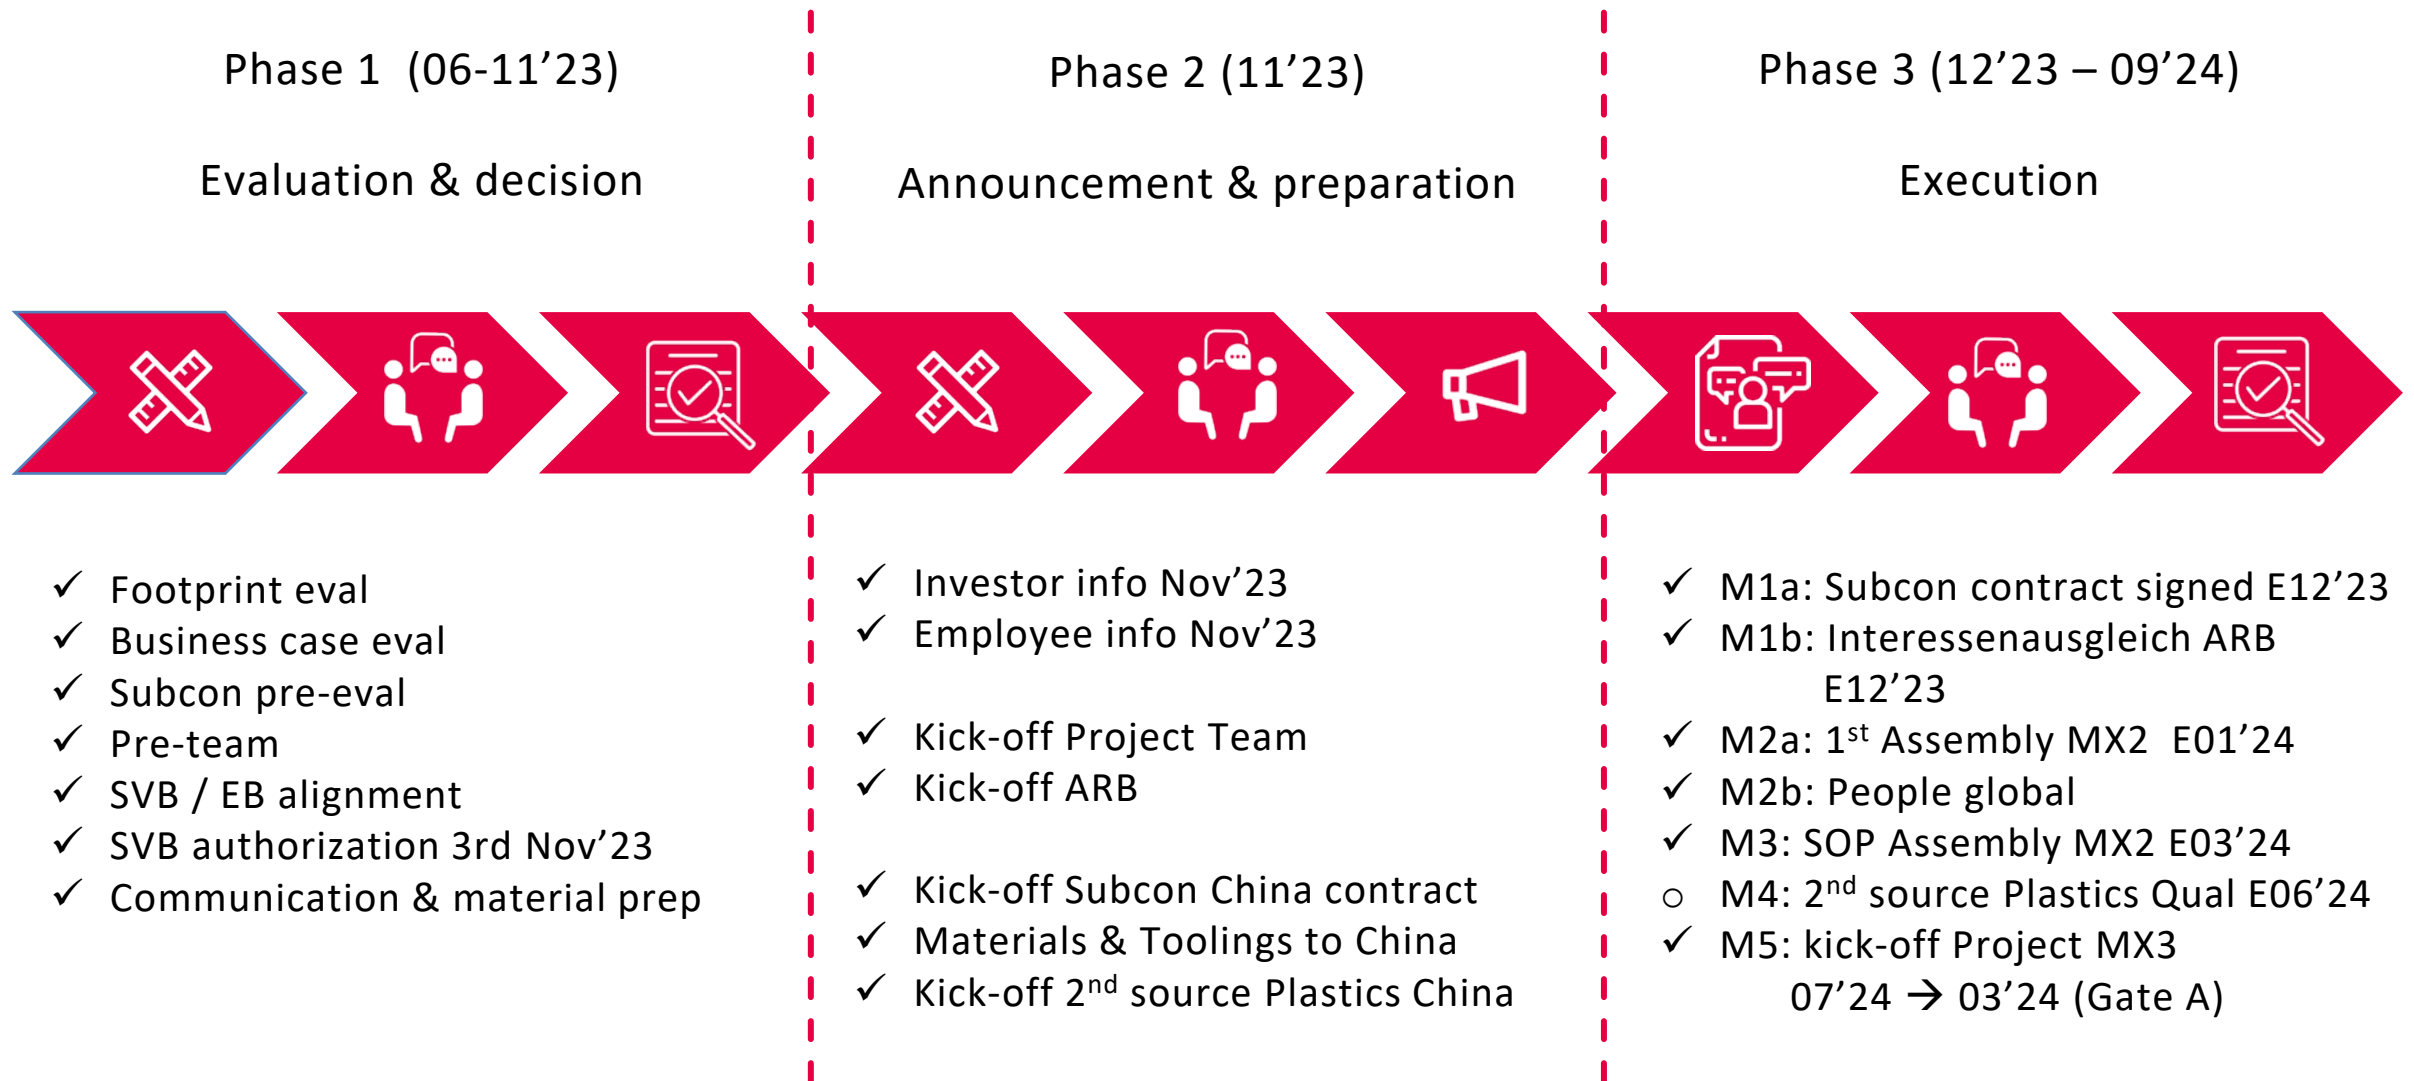 Phase 1 (06-11’23)
Evaluation & decision
✓ Footprint eval
✓ Business case eval
✓ Subcon pre-eval
✓ Pre-team
✓ SVB / EB alignment
✓ SVB authorization 3rd Nov’23
✓ Communication & material prep
Phase 2 (11’23)
Announcement & preparation
✓ Investor info Nov’23
✓ Employee info Nov’23
✓ Kick-off Project Team
✓ Kick-off ARB
✓ Kick-off Subcon China contract
✓ Materials & Toolings to China
✓ Kick-off 2nd source Plastics China
Phase 3 (12’23 – 09’24)
Execution
✓ M1a: Subcon contract signed E12’23
✓ M1b: Interessenausgleich ARB
E12’23
✓ M2a: 1st Assembly MX2 E01’24
✓ M2b: People global
✓ M3: SOP Assembly MX2 E03’24
o M4: 2nd source Plastics Qual E06’24
✓ M5: kick-off Project MX3
07’24 → 03’24 (Gate A)